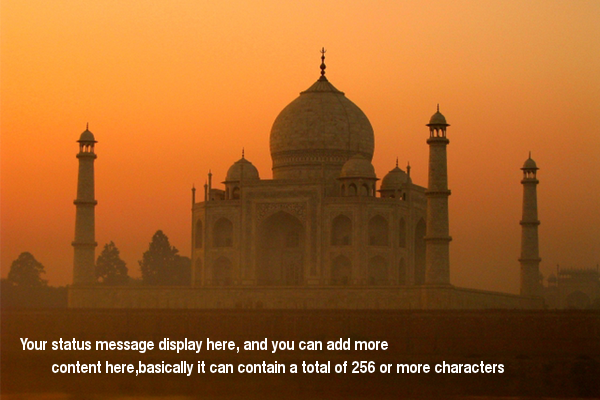 Your status message display here, and you can add more
content here,basically it can contain a total of 256 or more characters